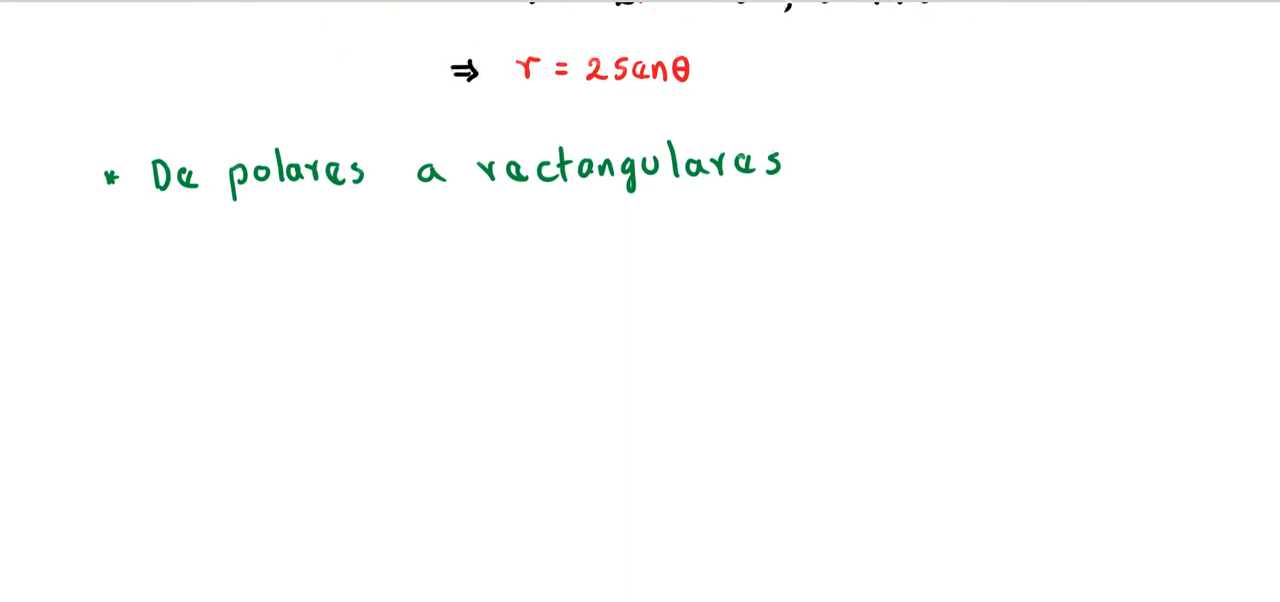 ⇒ r = 2senθ
* De polares a rectangulares